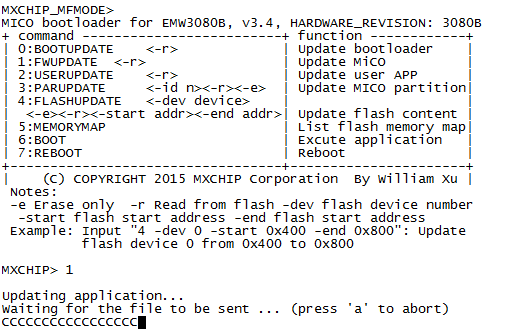 MXCHIP_MFMODE>
MICO bootloader for EMW3080B, v3.4, HARDWARE_REVISION: 3080B
+ command -------------------------+ function ------------+
| 0:BOOTUPDATE    <-r>             | Update bootloader    |
| 1:FWUPDATE  <-r>                 | Update MiCO          |
| 2:USERUPDATE    <-r>             | Update user APP      |
| 3:PARUPDATE     <-id n><-r><-e>  | Update MICO partition|
| 4:FLASHUPDATE   <-dev device>    |                      |
|  <-e><-r><-start addr><-end addr>| Update flash content |
| 5:MEMORYMAP                      | List flash memory map|
| 6:BOOT                           | Excute application   |
| 7:REBOOT                         | Reboot               |
+----------------------------------+----------------------+
|    (C) COPYRIGHT 2015 MXCHIP Corporation  By William Xu |
Notes:
-e Erase only  -r Read from flash -dev flash device number
-start flash start address -end flash start address
Example: Input "4 -dev 0 -start 0x400 -end 0x800": Update
flash device 0 from 0x400 to 0x800
MXCHIP> 1
Updating application...
Waiting for the file to be sent ... (press 'a' to abort)
CCCCCCCCCCCCCCCCC